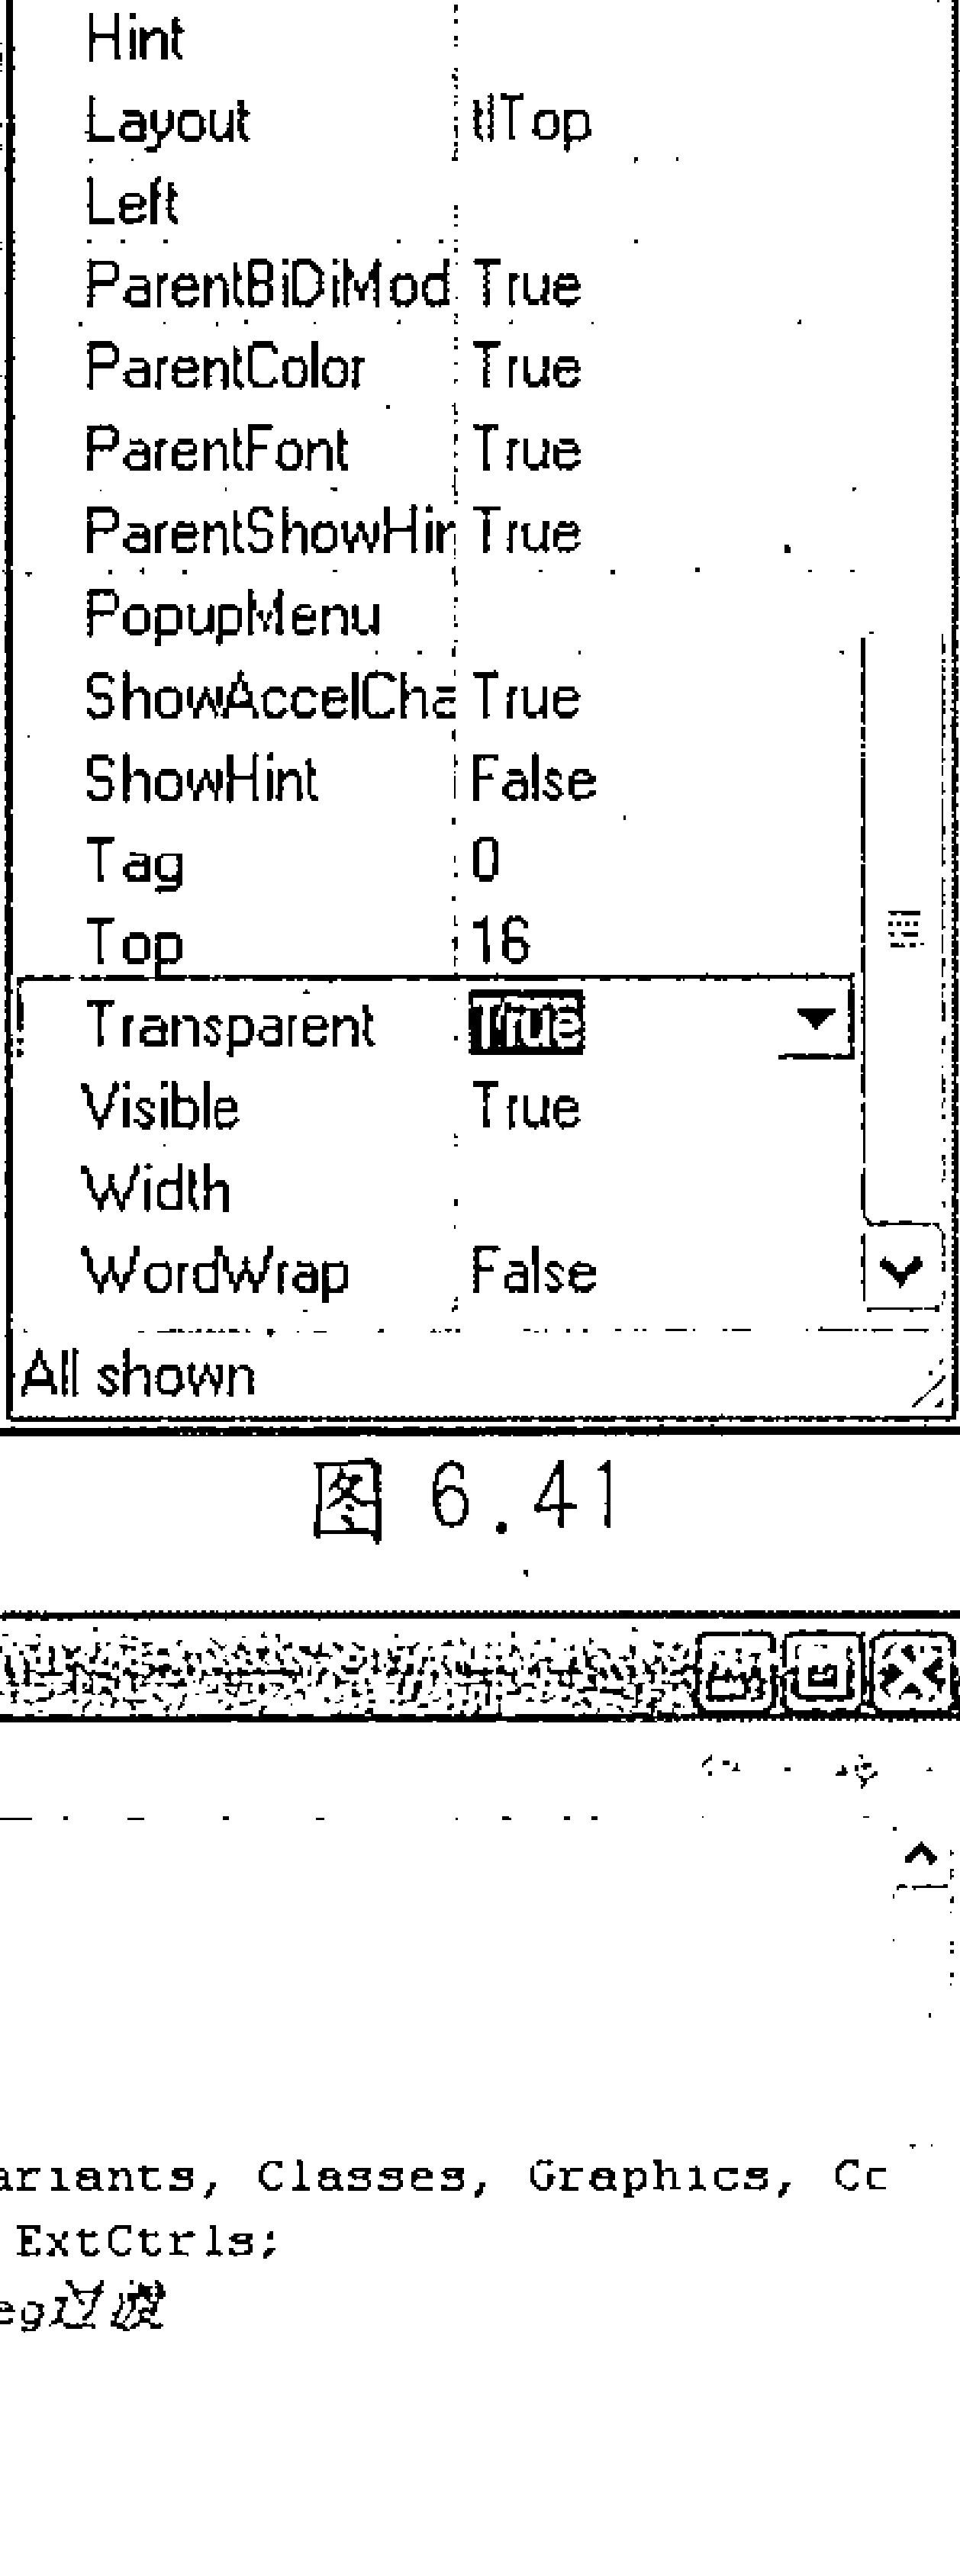 Hint
Layout tlTop
Left
ParentBiDiMod True
ParentColor True
ParentFont True
ParentShowHin True
PopupMenu
ShowAccelCha True
ShowHint False
Tag 0
Top 16
Transparent True
Visible True
Width
WordWrap False
All shown
图 6.41
ariants, Classes, Graphics, Cc
ExtCtrls;
eg过渡